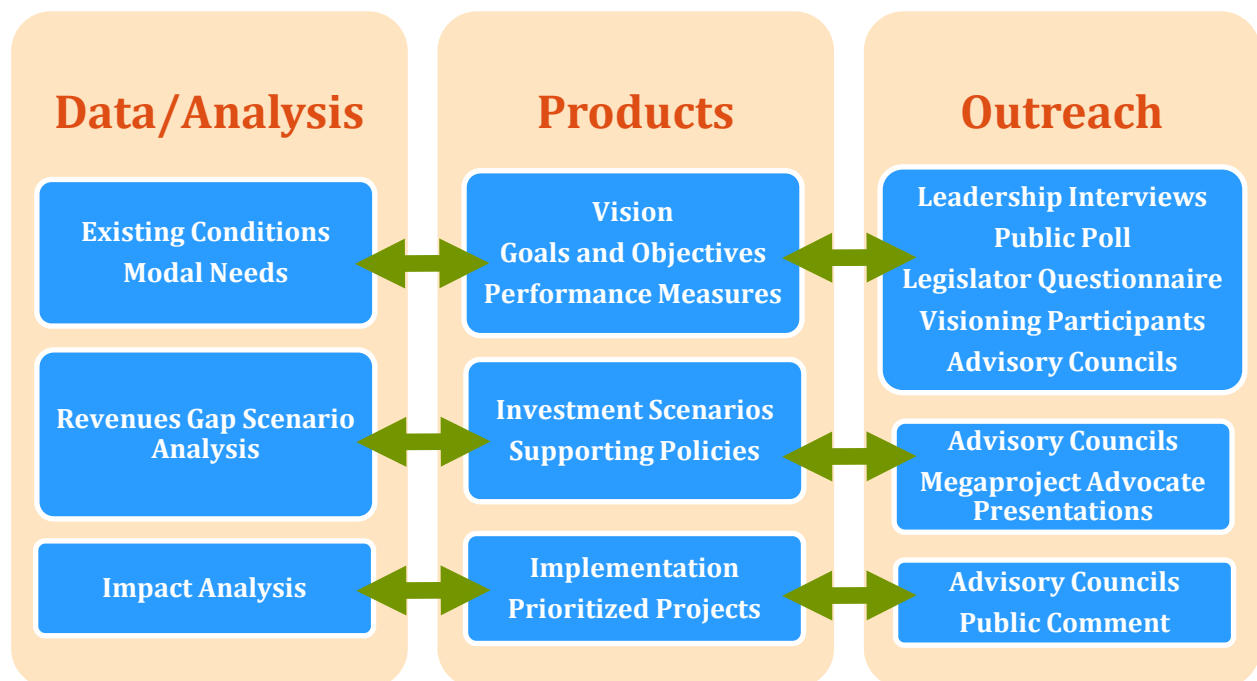 Data/Analysis
Existing Conditions
Modal Needs
Revenues Gap Scenario
Analysis
Impact Analysis
Products
Vision
Goals and Objectives
Performance Measures
Investment Scenarios
Supporting Policies
Implementation
Prioritized Projects
Outreach
Leadership Interviews
Public Poll
Legislator Questionnaire
Visioning Participants
Advisory Councils
Advisory Councils
Megaproject Advocate
Presentations
Advisory Councils
Public Comment